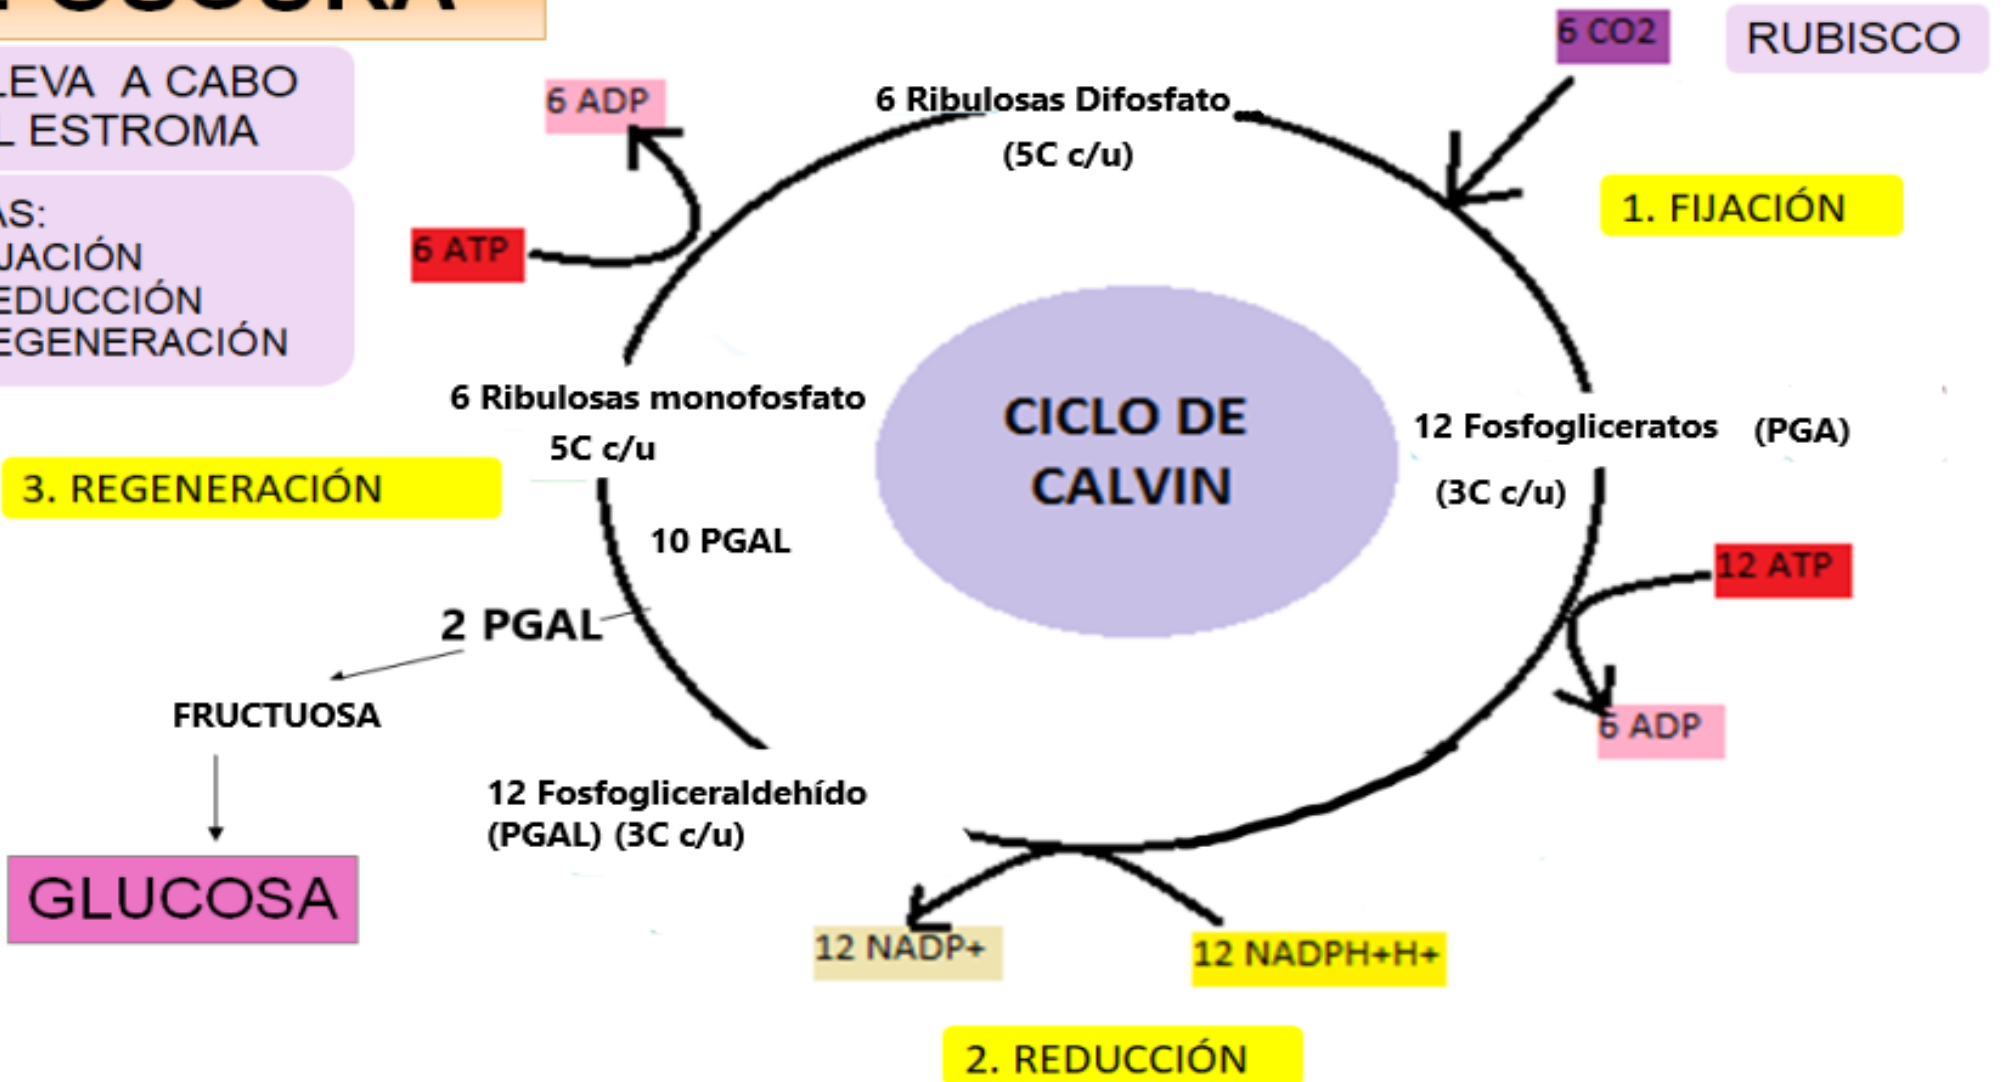 LEVA A CABO
L ESTROMA
AS:
JACIÓN
EDUCCIÓN
EGENERACIÓN
6 CO2
RUBISCO
6 ADP
6 Ribulosas Difosfato
(5C c/u)
6 ATP
1. FIJACIÓN
6 Ribulosas monofosfato
5C c/u
CICLO DE
CALVIN
12 Fosfogliceratos (PGA)
(3C c/u)
3. REGENERACIÓN
10 PGAL
12 ATP
2 PGAL
FRUCTUOSA
6 ADP
12 Fosfogliceraldehído
(PGAL) (3C c/u)
GLUCOSA
12 NADP+
12 NADPH+H+
2. REDUCCIÓN